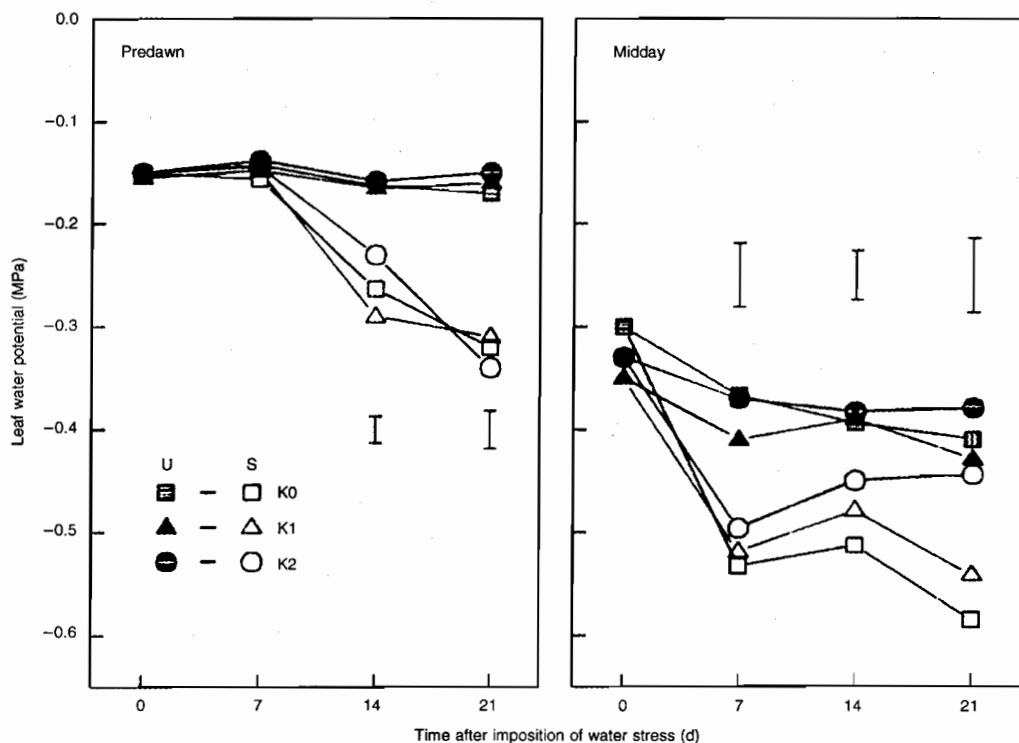 0.0
−0.1
−0.2
−0.3
−0.4
−0.5
−0.6
Leaf water potential (MPa)
Predawn
Midday
U S
– K0
– K1
– K2
0 7 14 21
0 7 14 21
Time after imposition of water stress (d)